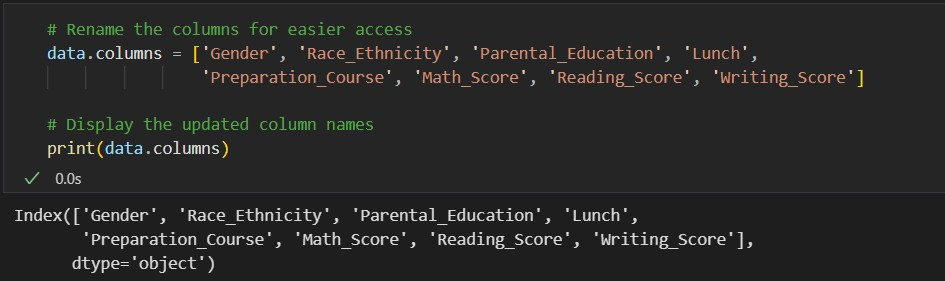 # Rename the columns for easier access
data.columns = ['Gender', 'Race_Ethnicity', 'Parental_Education', 'Lunch',
'Preparation_Course', 'Math_Score', 'Reading_Score', 'Writing_Score']
# Display the updated column names
print(data.columns)
0.0s
Index(['Gender', 'Race_Ethnicity', 'Parental_Education', 'Lunch',
'Preparation_Course', 'Math_Score', 'Reading_Score', 'Writing_Score'],
dtype='object')